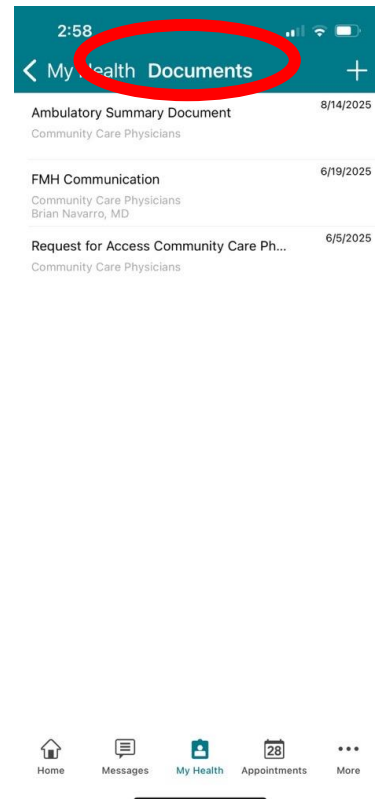 2:58
My Health Documents
Ambulatory Summary Document 8/14/2025
Community Care Physicians
FMH Communication 6/19/2025
Community Care Physicians
Brian Navarro, MD
Request for Access Community Care Ph... 6/5/2025
Community Care Physicians
28
Home Messages My Health Appointments More